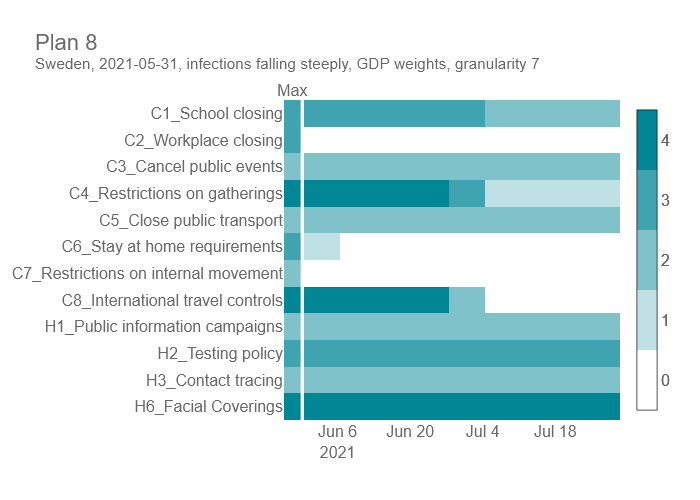 Plan 8
Sweden, 2021-05-31, infections falling steeply, GDP weights, granularity 7
Max
C1_School closing
C2_Workplace closing
C3_Cancel public events
C4_Restrictions on gatherings
C5_Close public transport
C6_Stay at home requirements
C7_Restrictions on internal movement
C8_International travel controls
H1_Public information campaigns
H2_Testing policy
H3_Contact tracing
H6_Facial Coverings
4
3
2
1
0
Jun 6 Jun 20 Jul 4 Jul 18
2021